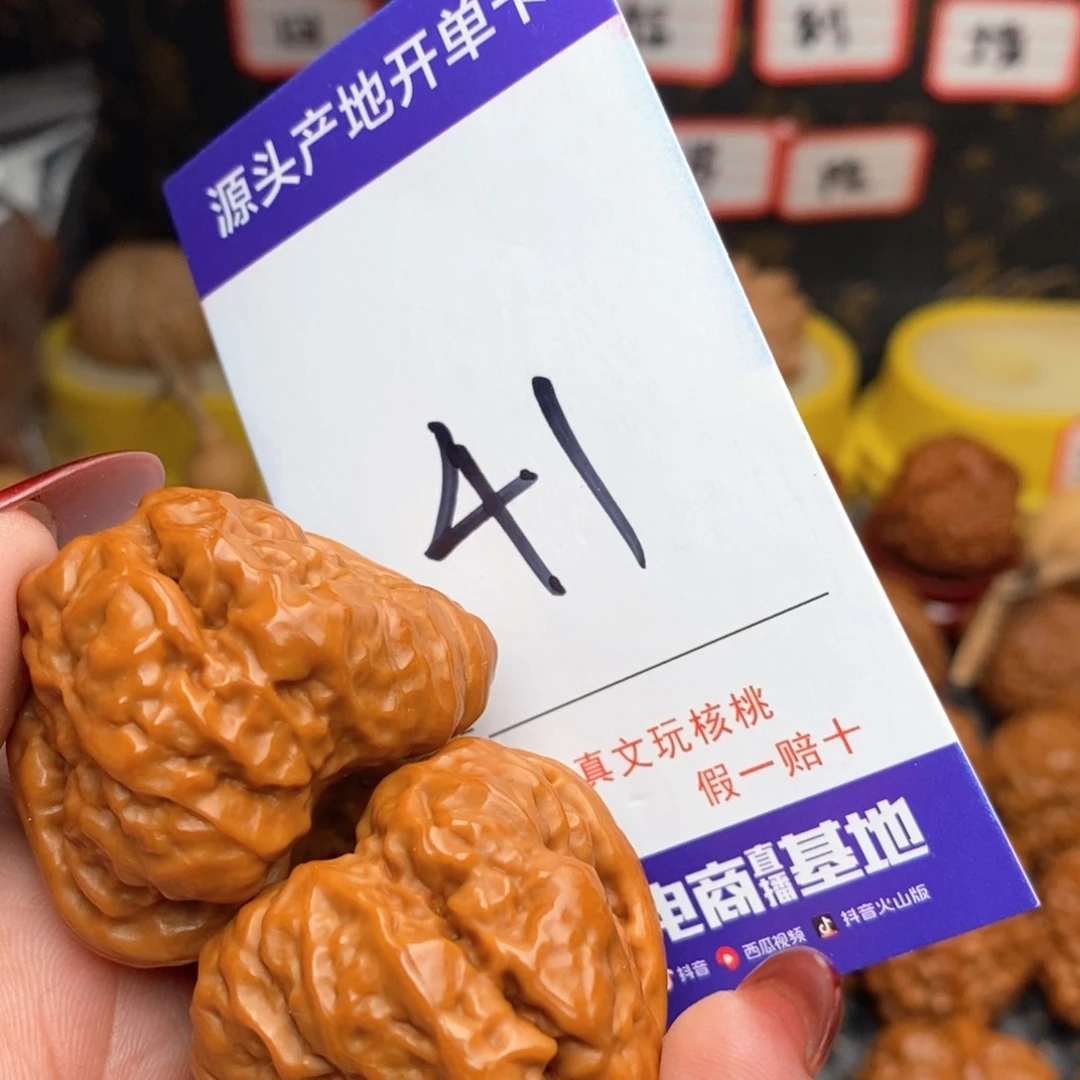 源头产地开单卡
41
真文玩核桃
假一赔十
电商直播基地
抖音 西瓜视频 抖音火山版